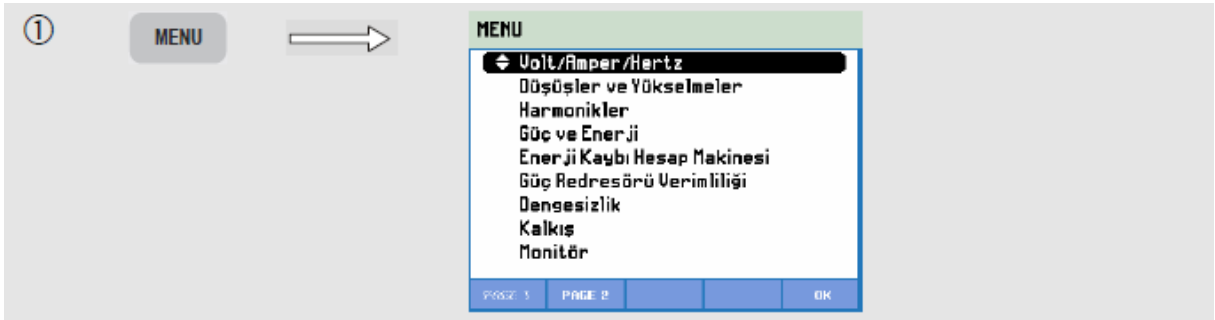 ①
MENU
MENU
Volt/Amper/Hertz
Düşüşler ve Yükselmeler
Harmonikler
Güç ve Enerji
Enerji Kaybı Hesap Makinesi
Güç Redresörü Verimliliği
Dengesizlik
Kalkış
Monitör
PAGE 1 PAGE 2 OK